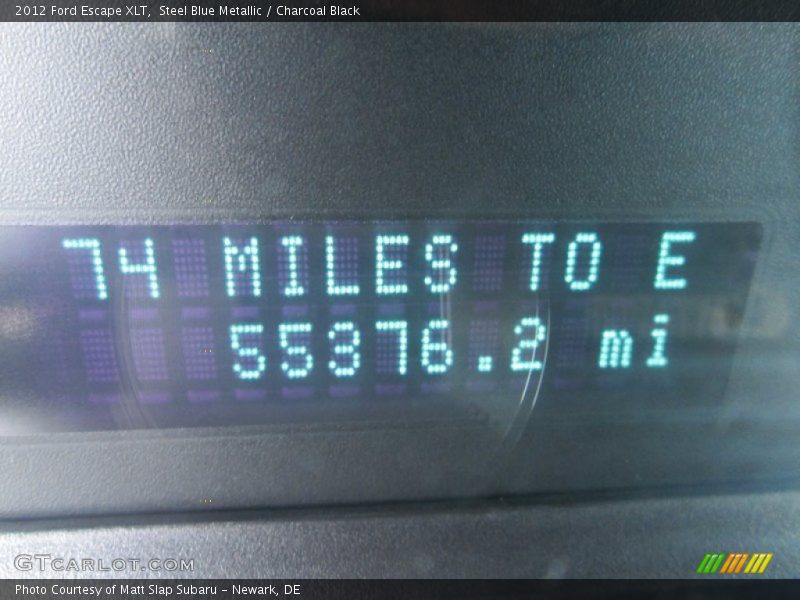 2012 Ford Escape XLT, Steel Blue Metallic / Charcoal Black
74 MILES TO E
55376.2 mi
GTCARLOT.COM
Photo Courtesy of Matt Slap Subaru - Newark, DE